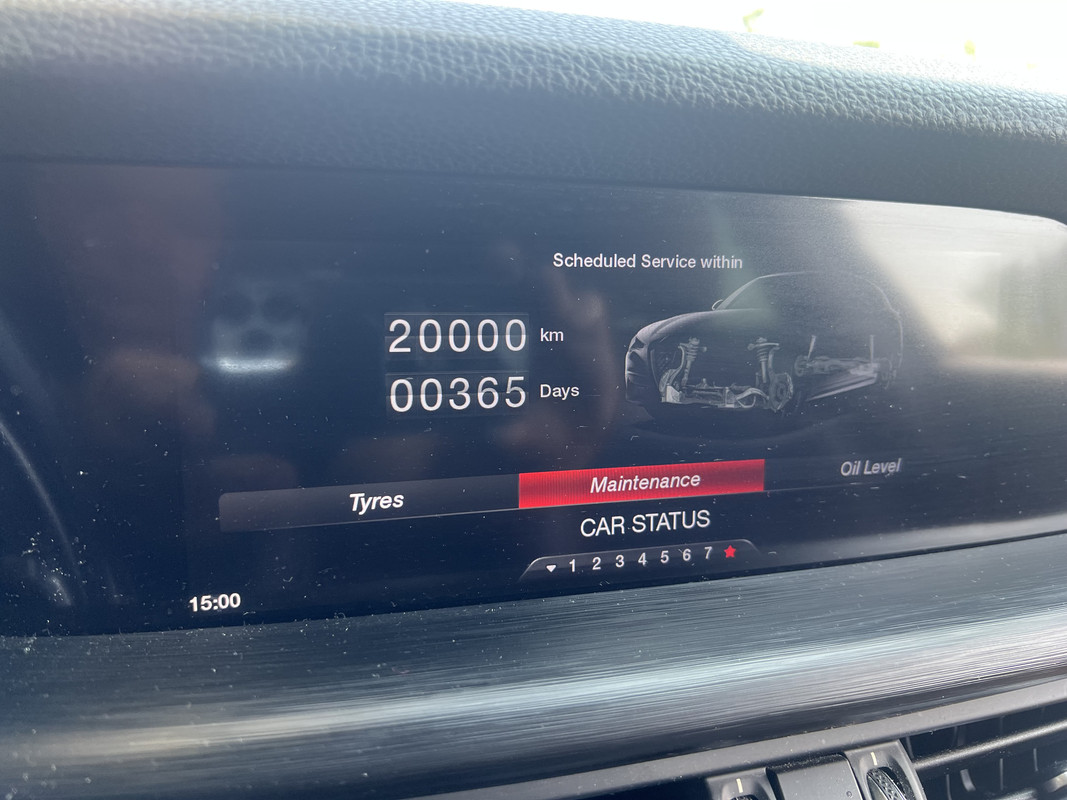 Scheduled Service within
20000 km
00365 Days
Tyres Maintenance Oil Level
CAR STATUS
1 2 3 4 5 6 7
15:00